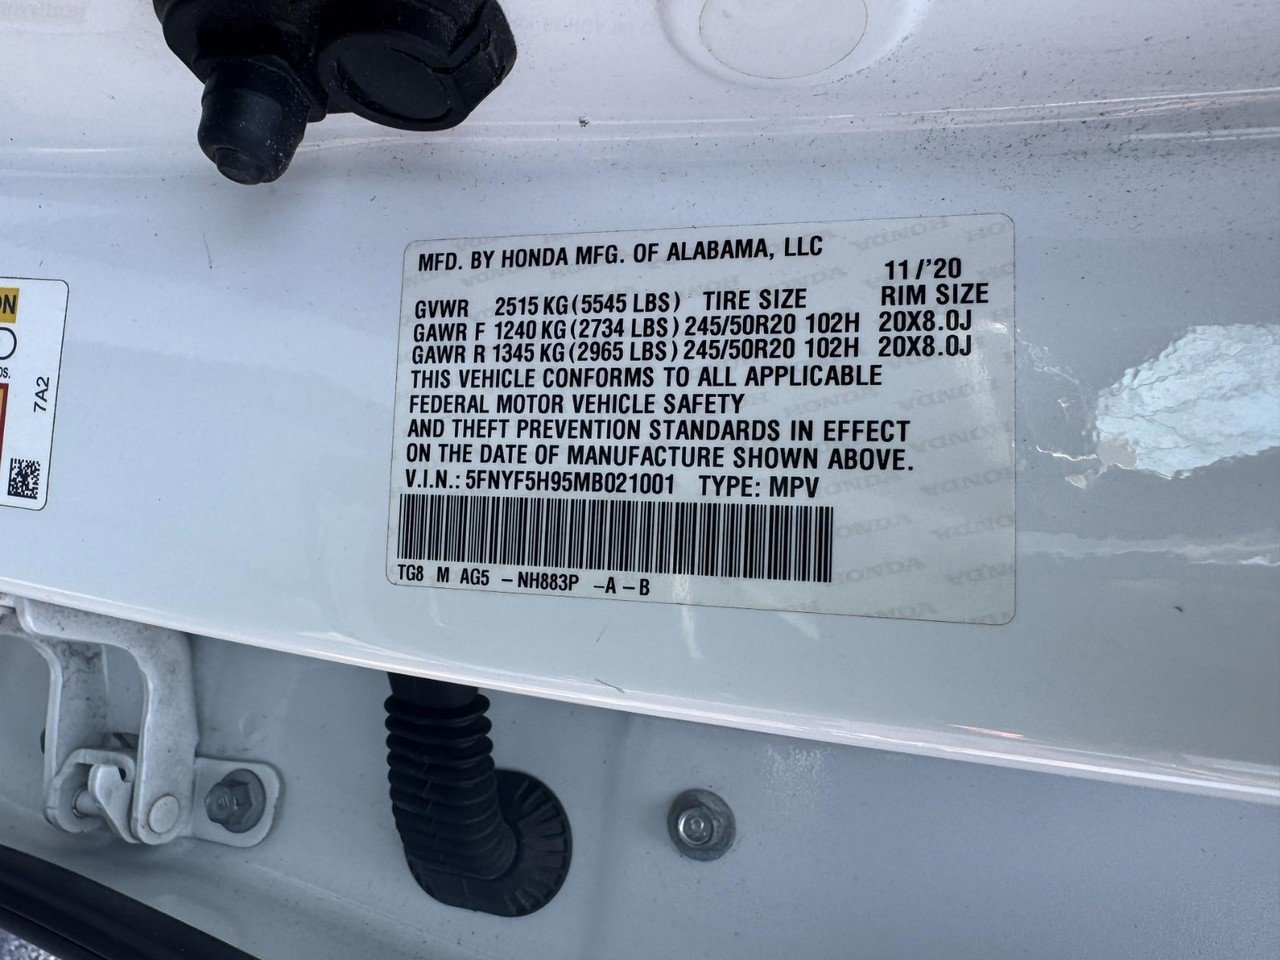 MFD. BY HONDA MFG. OF ALABAMA, LLC
11/'20
GVWR 2515 KG (5545 LBS) TIRE SIZE RIM SIZE
GAWR F 1240 KG (2734 LBS) 245/50R20 102H 20X8.0J
GAWR R 1345 KG (2965 LBS) 245/50R20 102H 20X8.0J
THIS VEHICLE CONFORMS TO ALL APPLICABLE
FEDERAL MOTOR VEHICLE SAFETY
AND THEFT PREVENTION STANDARDS IN EFFECT
ON THE DATE OF MANUFACTURE SHOWN ABOVE.
V.I.N.: 5FNYF5H95MB021001 TYPE: MPV
TG8 M AG5 -NH883P -A-B
7A2